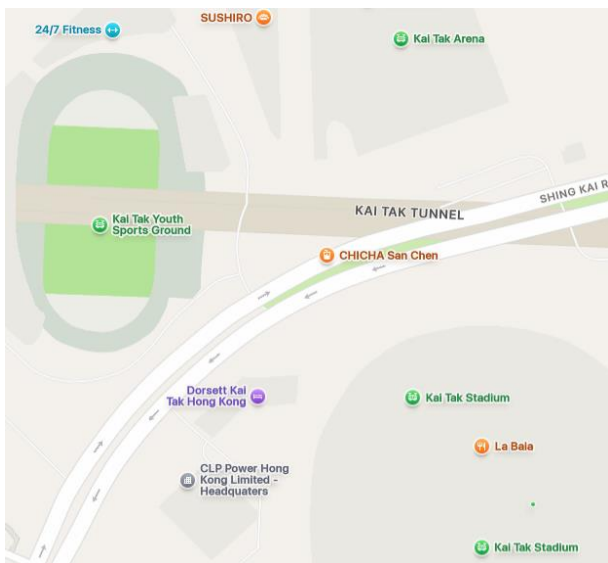 SUSHIRO
24/7 Fitness
Kai Tak Arena
SHING KAI R
KAI TAK TUNNEL
Kai Tak Youth
Sports Ground
CHICHA San Chen
Dorsett Kai
Tak Hong Kong
Kai Tak Stadium
La Baia
CLP Power Hong
Kong Limited -
Headquaters
Kai Tak Stadium